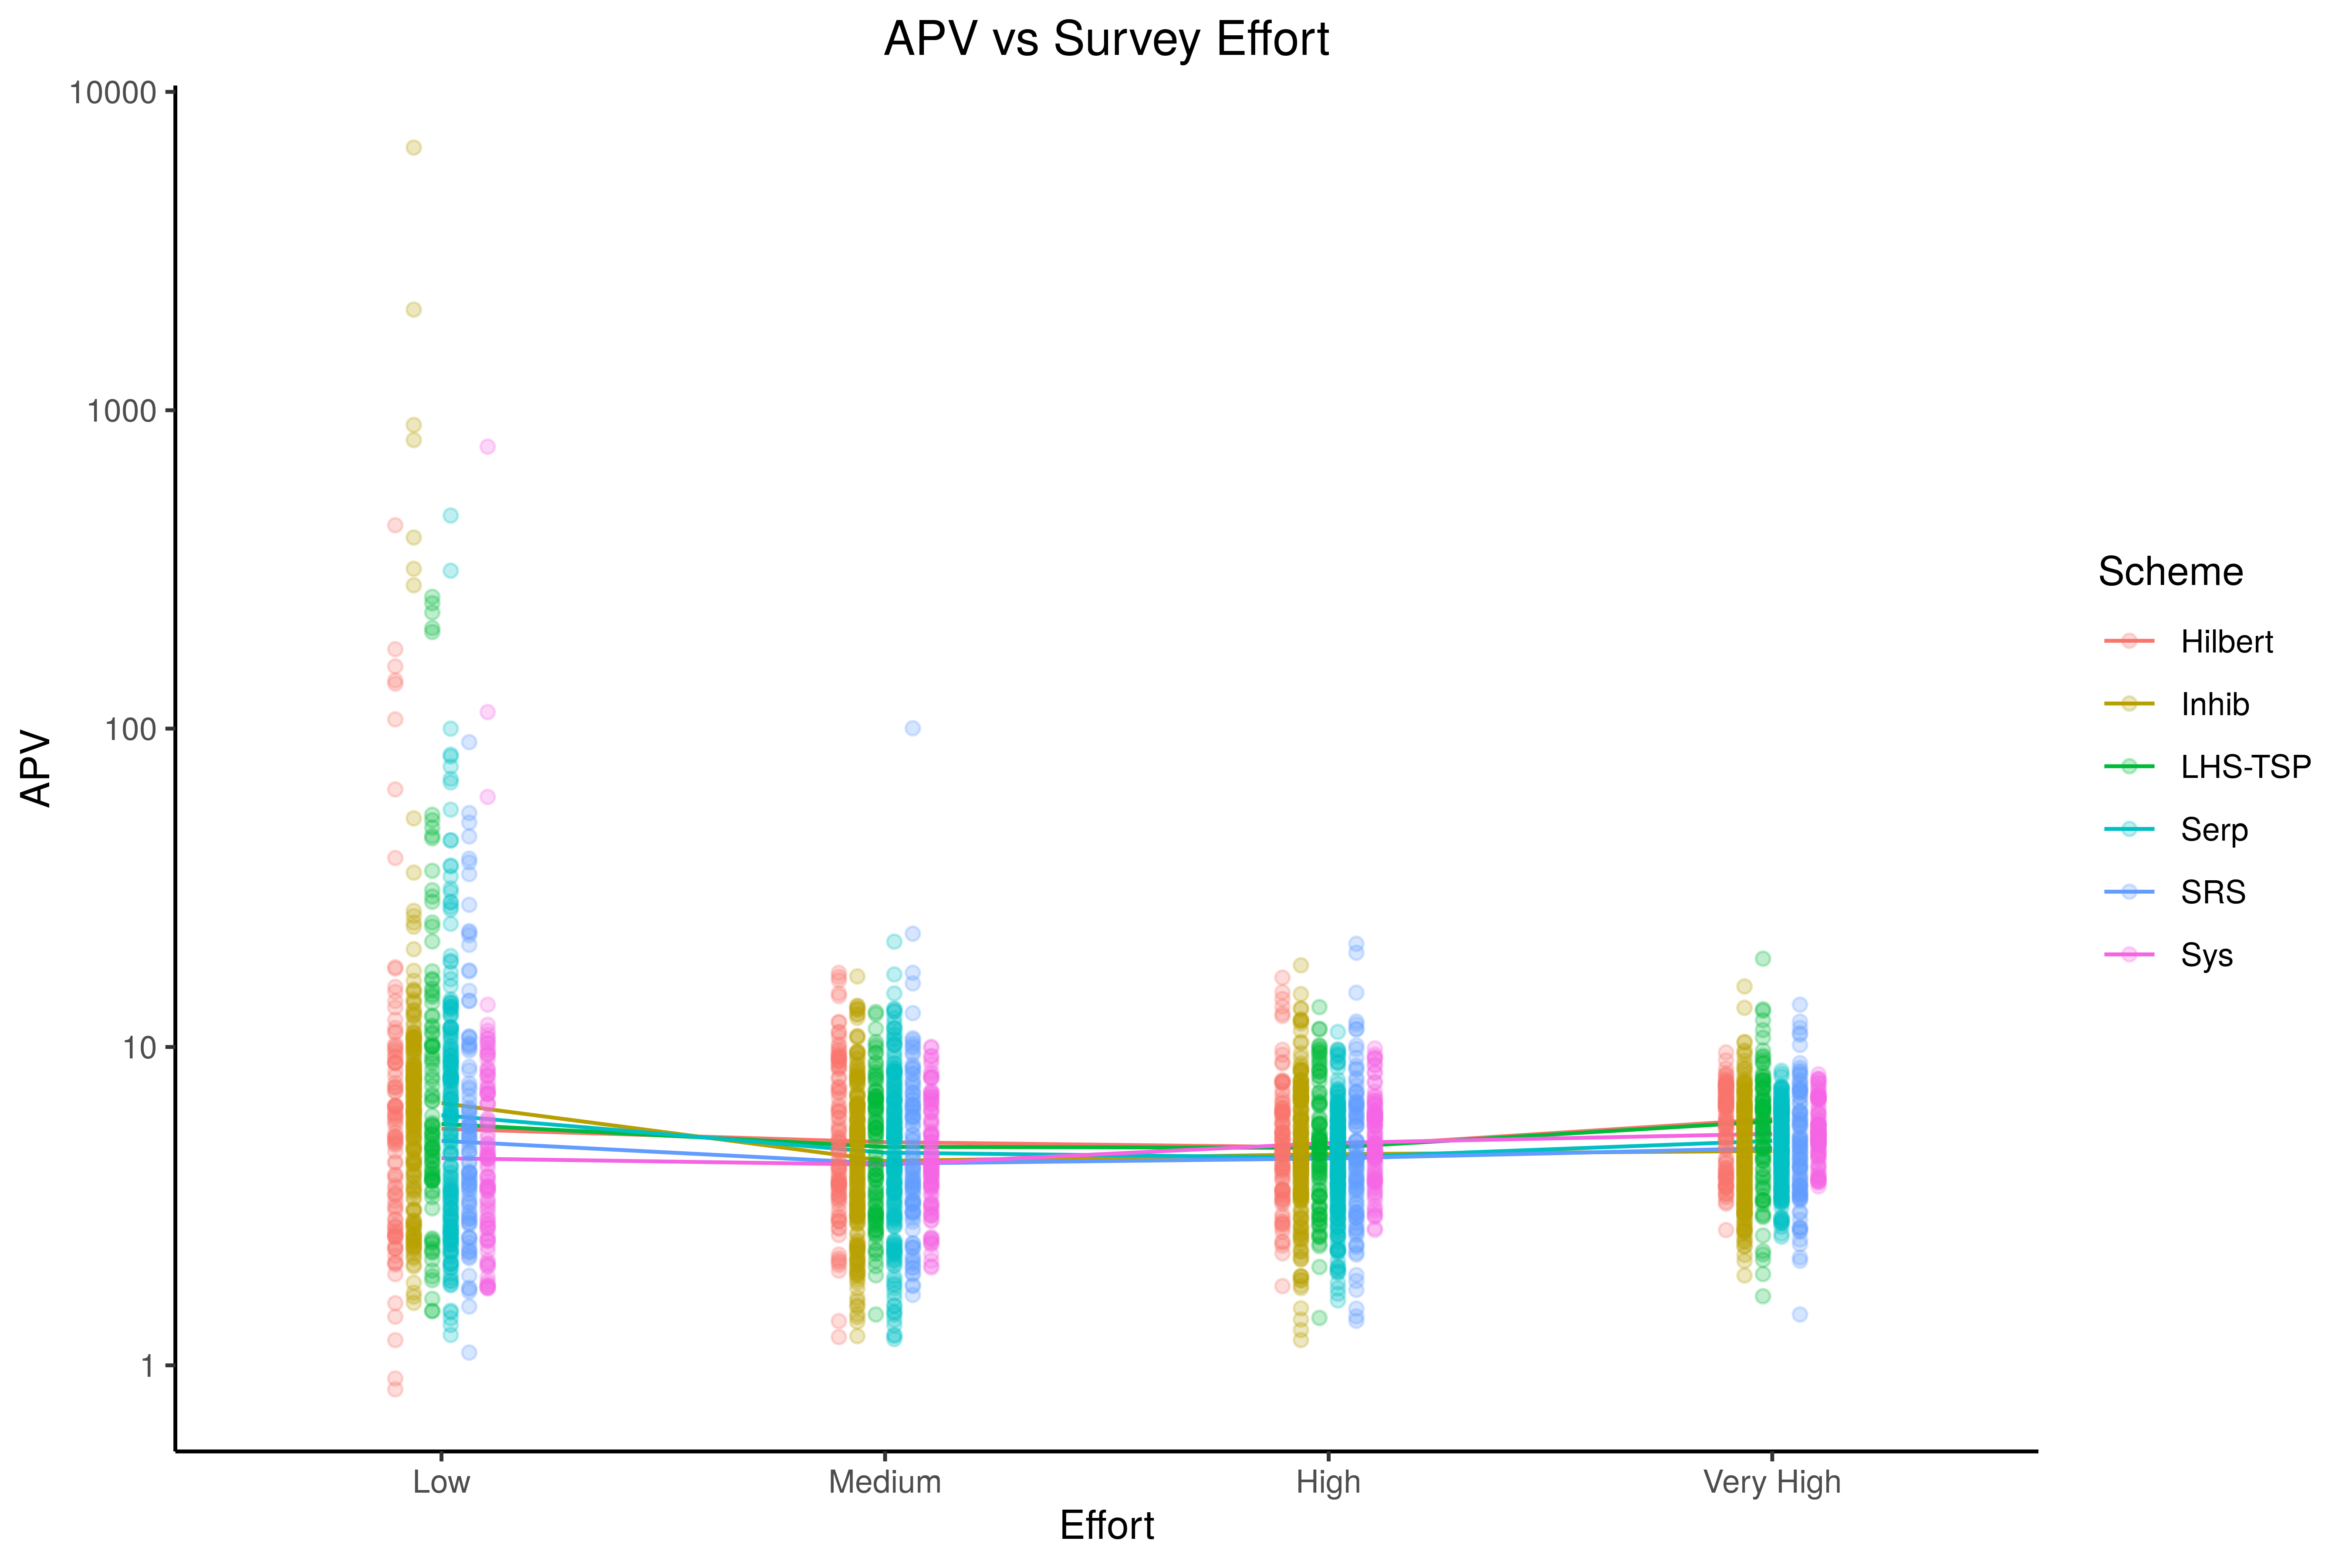 APV vs Survey Effort
10000
1000
100
10
1
APV
Low
Medium
High
Very High
Effort
Scheme
Hilbert
Inhib
LHS-TSP
Serp
SRS
Sys